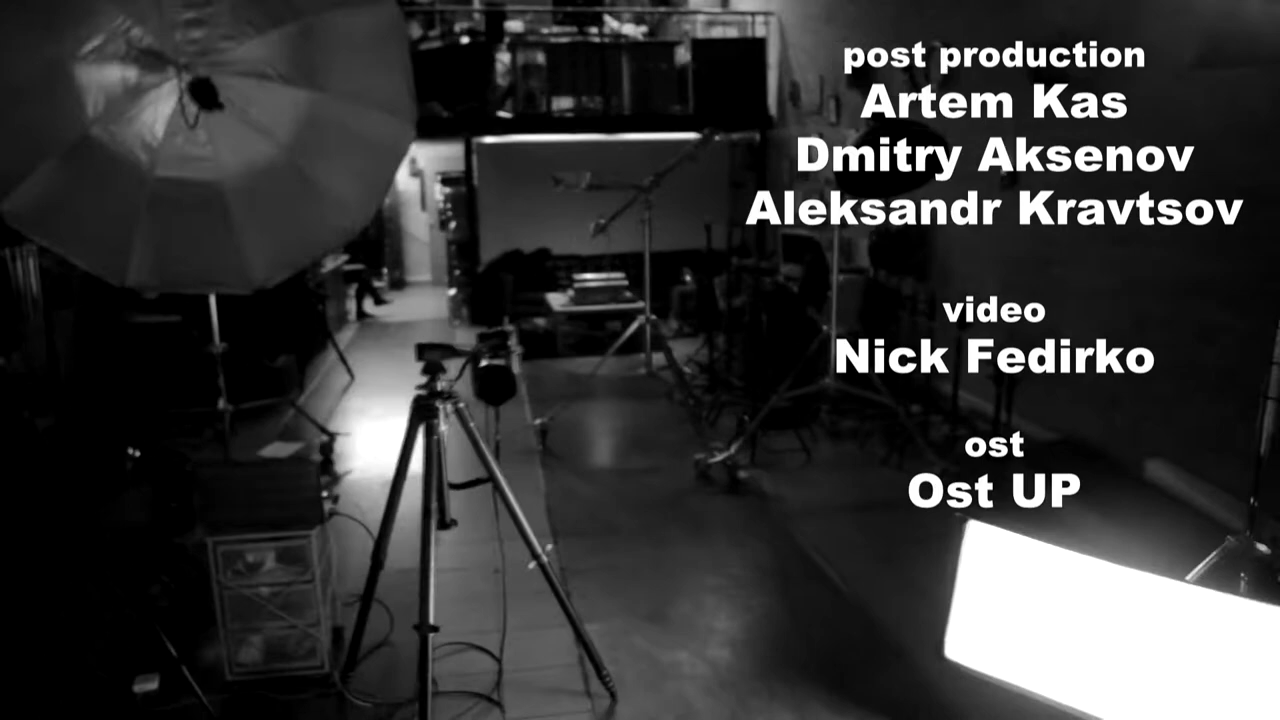 post production
Artem Kas
Dmitry Aksenov
Aleksandr Kravtsov
video
Nick Fedirko
ost
Ost UP